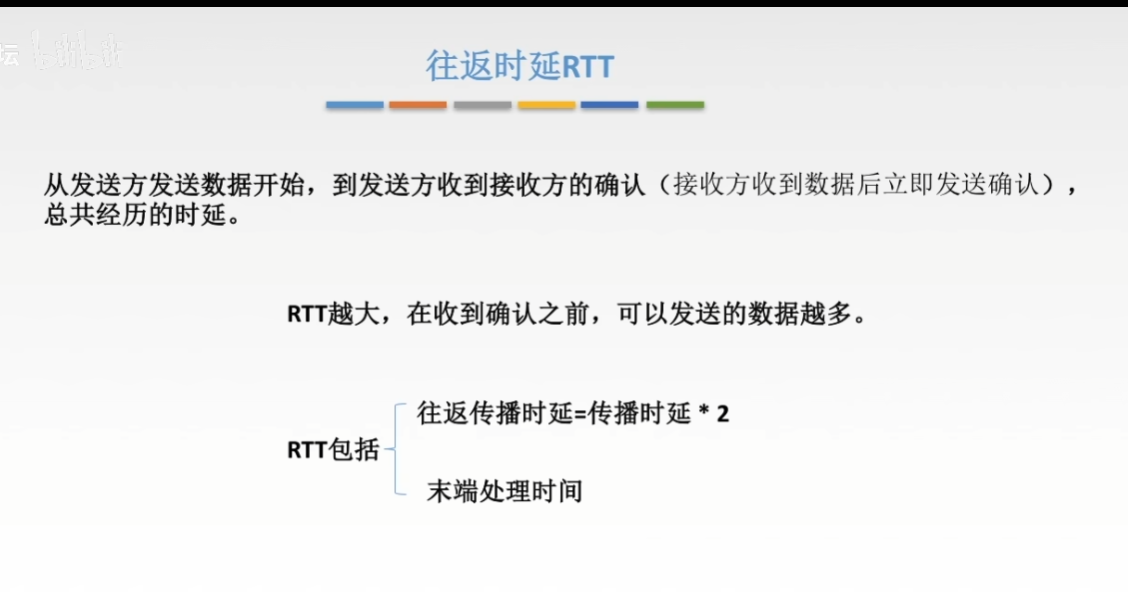 坛 bilibili
往返时延RTT
从发送方发送数据开始，到发送方收到接收方的确认（接收方收到数据后立即发送确认），
总共经历的时延。
RTT越大，在收到确认之前，可以发送的数据越多。
往返传播时延=传播时延 * 2
RTT包括
末端处理时间